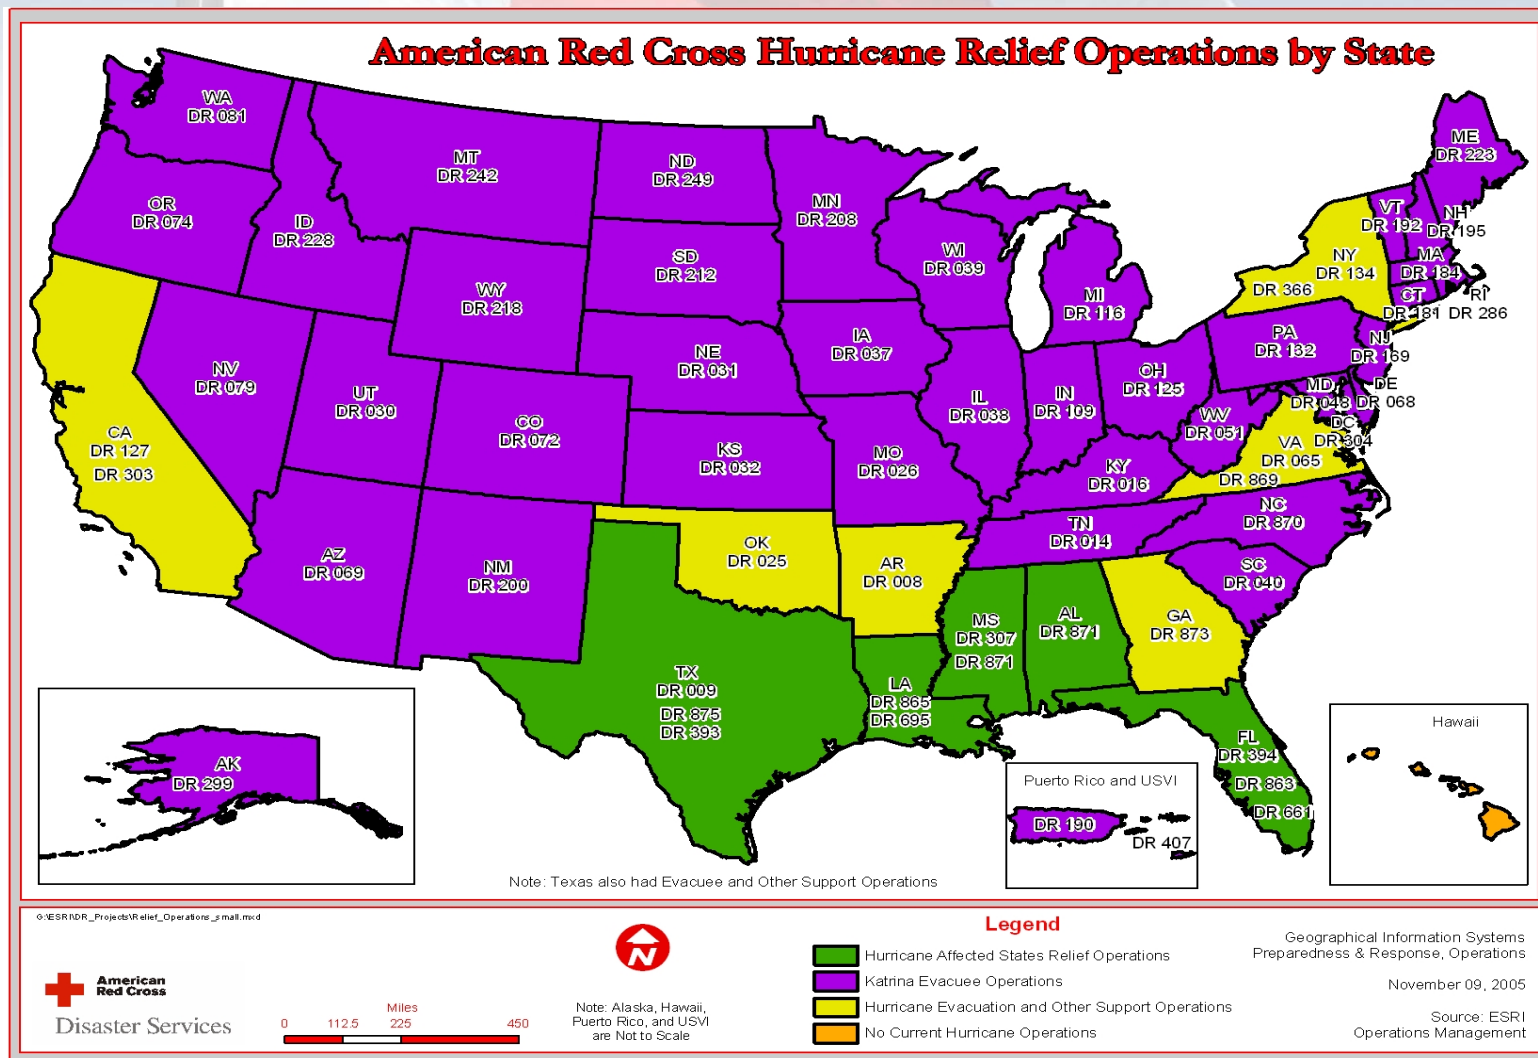 American Red Cross Hurricane Relief Operations by State
WA
DR 081
MT
DR 242
ND
DR 249
MN
DR 208
ME
DR 223
OR
DR 074
ID
DR 228
SD
DR 212
WI
DR 039
VT
DR 192
NH
DR 195
NY
DR 134
DR 366
MA
DR 184
WY
DR 218
MI
DR 116
CT
DR 181
RI
DR 286
NV
DR 079
UT
DR 030
NE
DR 031
IA
DR 037
PA
DR 132
NJ
DR 169
OH
DR 125
IN
DR 109
IL
DR 038
MD
DR 048
DE
DR 068
DC
DR 304
WV
DR 051
VA
DR 065
DR 869
CA
DR 127
DR 303
CO
DR 072
KS
DR 032
MO
DR 026
KY
DR 016
NC
DR 870
TN
DR 014
AZ
DR 069
NM
DR 200
OK
DR 025
AR
DR 008
SC
DR 040
MS
DR 307
DR 871
AL
DR 871
GA
DR 873
TX
DR 009
DR 875
DR 393
LA
DR 865
DR 695
FL
DR 394
DR 863
DR 661
AK
DR 299
Puerto Rico and USVI
DR 190
DR 407
Hawaii
Note: Texas also had Evacuee and Other Support Operations
G:\ESRI\DR_Projects\Relief_Operations_small.mxd
American
Red Cross
Disaster Services
Miles
0 112.5 225 450
N
Note: Alaska, Hawaii,
Puerto Rico, and USVI
are Not to Scale
Legend
Hurricane Affected States Relief Operations
Katrina Evacuee Operations
Hurricane Evacuation and Other Support Operations
No Current Hurricane Operations
Geographical Information Systems
Preparedness & Response, Operations
November 09, 2005
Source: ESRI
Operations Management